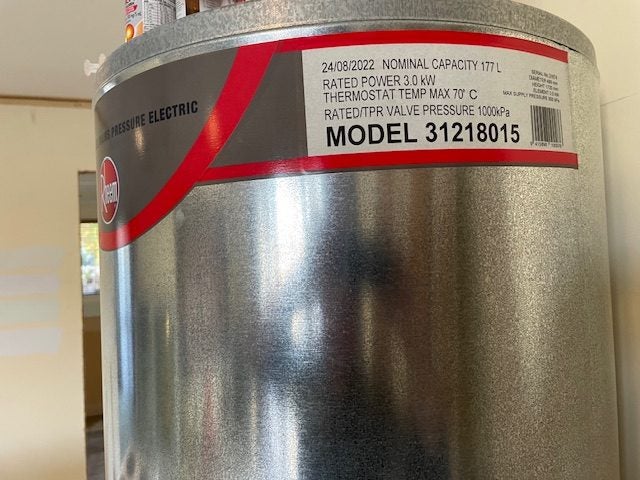 24/08/2022 NOMINAL CAPACITY 177 L
RATED POWER 3.0 kW
THERMOSTAT TEMP MAX 70° C
RATED/TPR VALVE PRESSURE 1000kPa
MODEL 31218015
PRESSURE ELECTRIC
Rheem